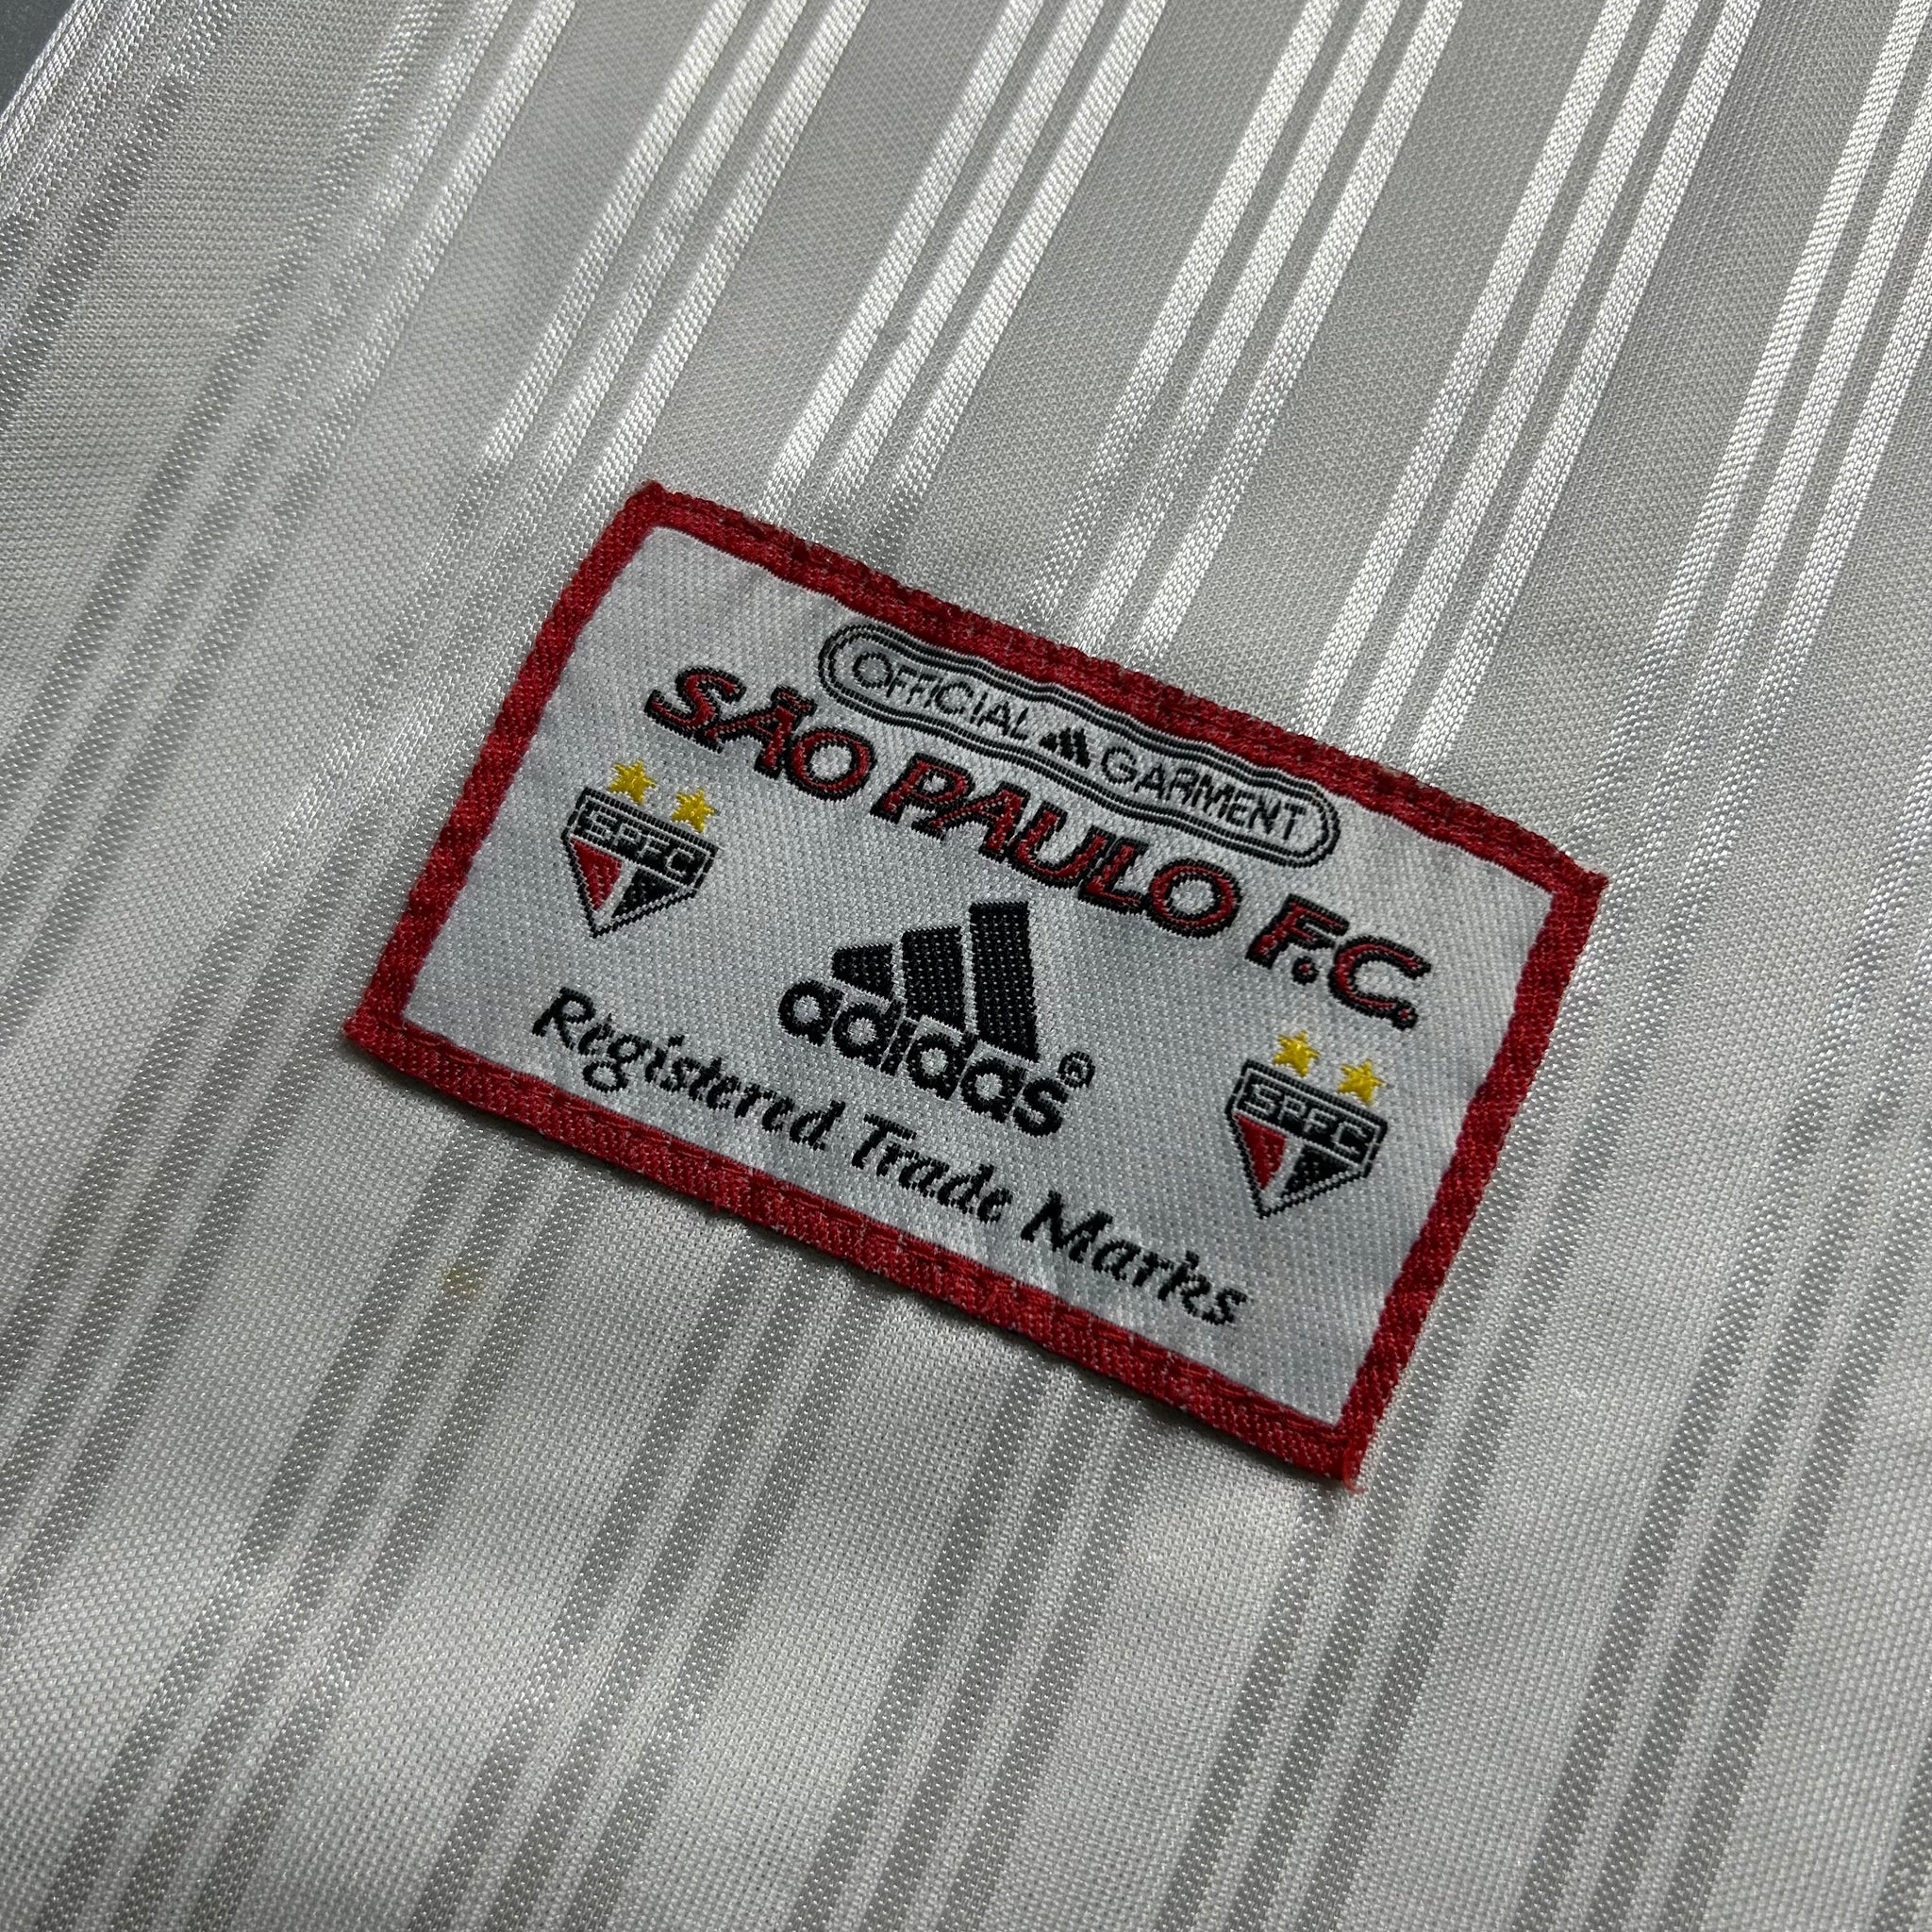 OFFICIAL GARMENT
SÃO PAULO F.C.
SPFC
adidas®
SPFC
Registered Trade Marks